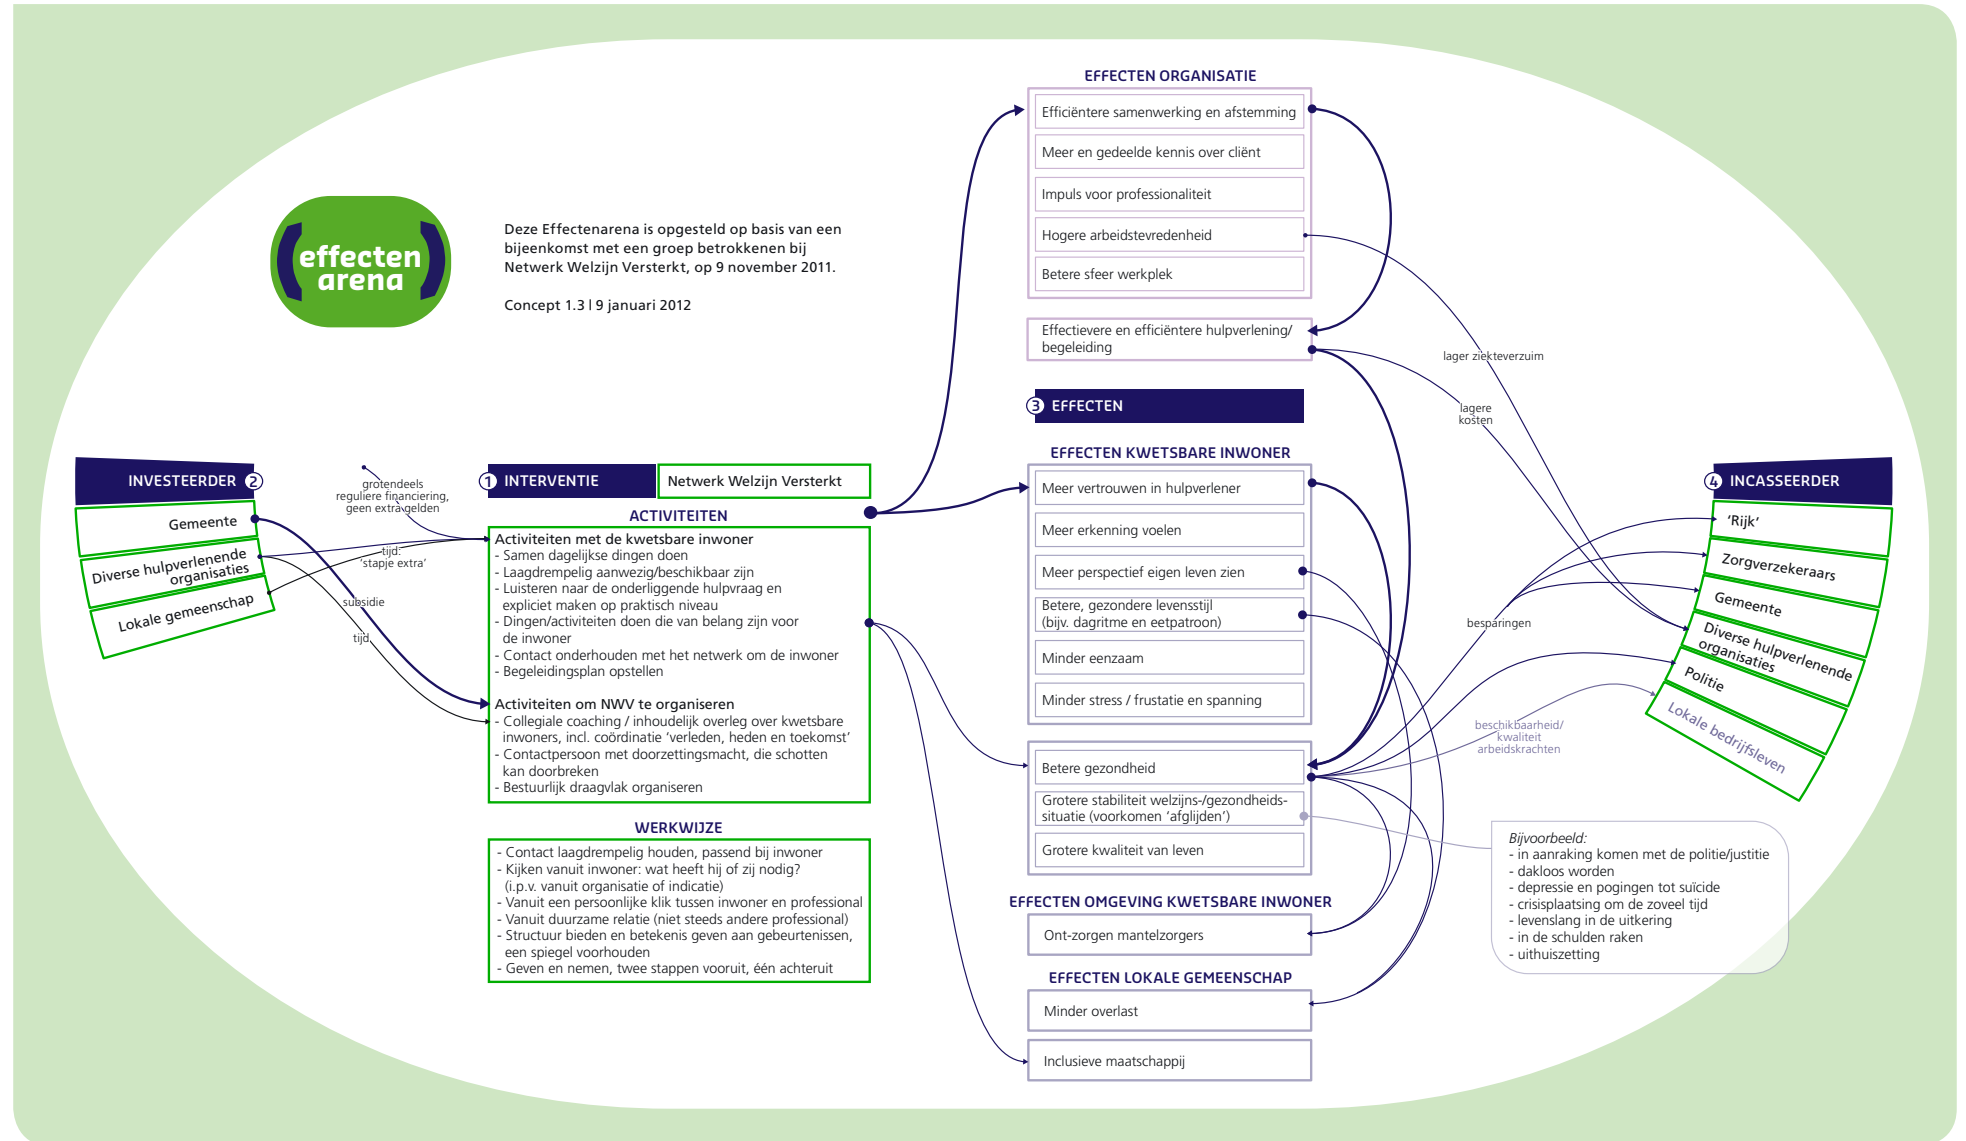 effecten
arena
Deze Effectenarena is opgesteld op basis van een
bijeenkomst met een groep betrokkenen bij
Netwerk Welzijn Versterkt, op 9 november 2011.
Concept 1.3 | 9 januari 2012
INVESTEERDER 2
Gemeente
Diverse hulpverlenende
organisaties
Lokale gemeenschap
grotendeels
reguliere financiering,
geen extra gelden
tijd:
'stapje extra'
subsidie
tijd
1 INTERVENTIE
Netwerk Welzijn Versterkt
ACTIVITEITEN
Activiteiten met de kwetsbare inwoner
- Samen dagelijkse dingen doen
- Laagdrempelig aanwezig/beschikbaar zijn
- Luisteren naar de onderliggende hulpvraag en
expliciet maken op praktisch niveau
- Dingen/activiteiten doen die van belang zijn voor
de inwoner
- Contact onderhouden met het netwerk om de inwoner
- Begeleidingsplan opstellen
Activiteiten om NWV te organiseren
- Collegiale coaching / inhoudelijk overleg over kwetsbare
inwoners, incl. coördinatie 'verleden, heden en toekomst'
- Contactpersoon met doorzettingsmacht, die schotten
kan doorbreken
- Bestuurlijk draagvlak organiseren
WERKWIJZE
- Contact laagdrempelig houden, passend bij inwoner
- Kijken vanuit inwoner: wat heeft hij of zij nodig?
(i.p.v. vanuit organisatie of indicatie)
- Vanuit een persoonlijke klik tussen inwoner en professional
- Vanuit duurzame relatie (niet steeds andere professional)
- Structuur bieden en betekenis geven aan gebeurtenissen,
een spiegel voorhouden
- Geven en nemen, twee stappen vooruit, één achteruit
EFFECTEN ORGANISATIE
Efficiëntere samenwerking en afstemming
Meer en gedeelde kennis over cliënt
Impuls voor professionaliteit
Hogere arbeidstevredenheid
Betere sfeer werkplek
Effectievere en efficiëntere hulpverlening/
begeleiding
3 EFFECTEN
EFFECTEN KWETSBARE INWONER
Meer vertrouwen in hulpverlener
Meer erkenning voelen
Meer perspectief eigen leven zien
Betere, gezondere levensstijl
(bijv. dagritme en eetpatroon)
Minder eenzaam
Minder stress / frustatie en spanning
Betere gezondheid
Grotere stabiliteit welzijns-/gezondheids-
situatie (voorkomen 'afglijden')
Grotere kwaliteit van leven
EFFECTEN OMGEVING KWETSBARE INWONER
Ont-zorgen mantelzorgers
EFFECTEN LOKALE GEMEENSCHAP
Minder overlast
Inclusieve maatschappij
lager ziekteverzuim
lagere
kosten
besparingen
beschikbaarheid/
kwaliteit
arbeidskrachten
4 INCASSEERDER
'Rijk'
Zorgverzekeraars
Gemeente
Diverse hulpverlenende
organisaties
Politie
Lokale bedrijfsleven
Bijvoorbeeld:
- in aanraking komen met de politie/justitie
- dakloos worden
- depressie en pogingen tot suïcide
- crisisplaatsing om de zoveel tijd
- levenslang in de uitkering
- in de schulden raken
- uithuiszetting